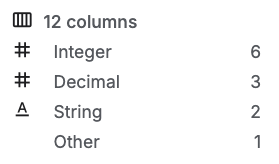 12 columns
Integer 6
Decimal 3
String 2
Other 1